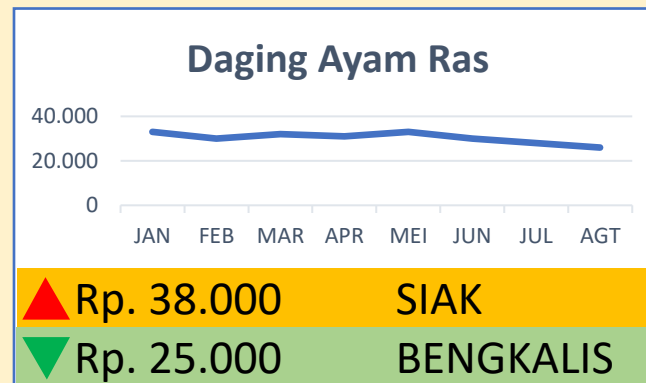 Daging Ayam Ras
40.000
20.000
0
JAN FEB MAR APR MEI JUN JUL AGT
Rp. 38.000 SIAK
Rp. 25.000 BENGKALIS